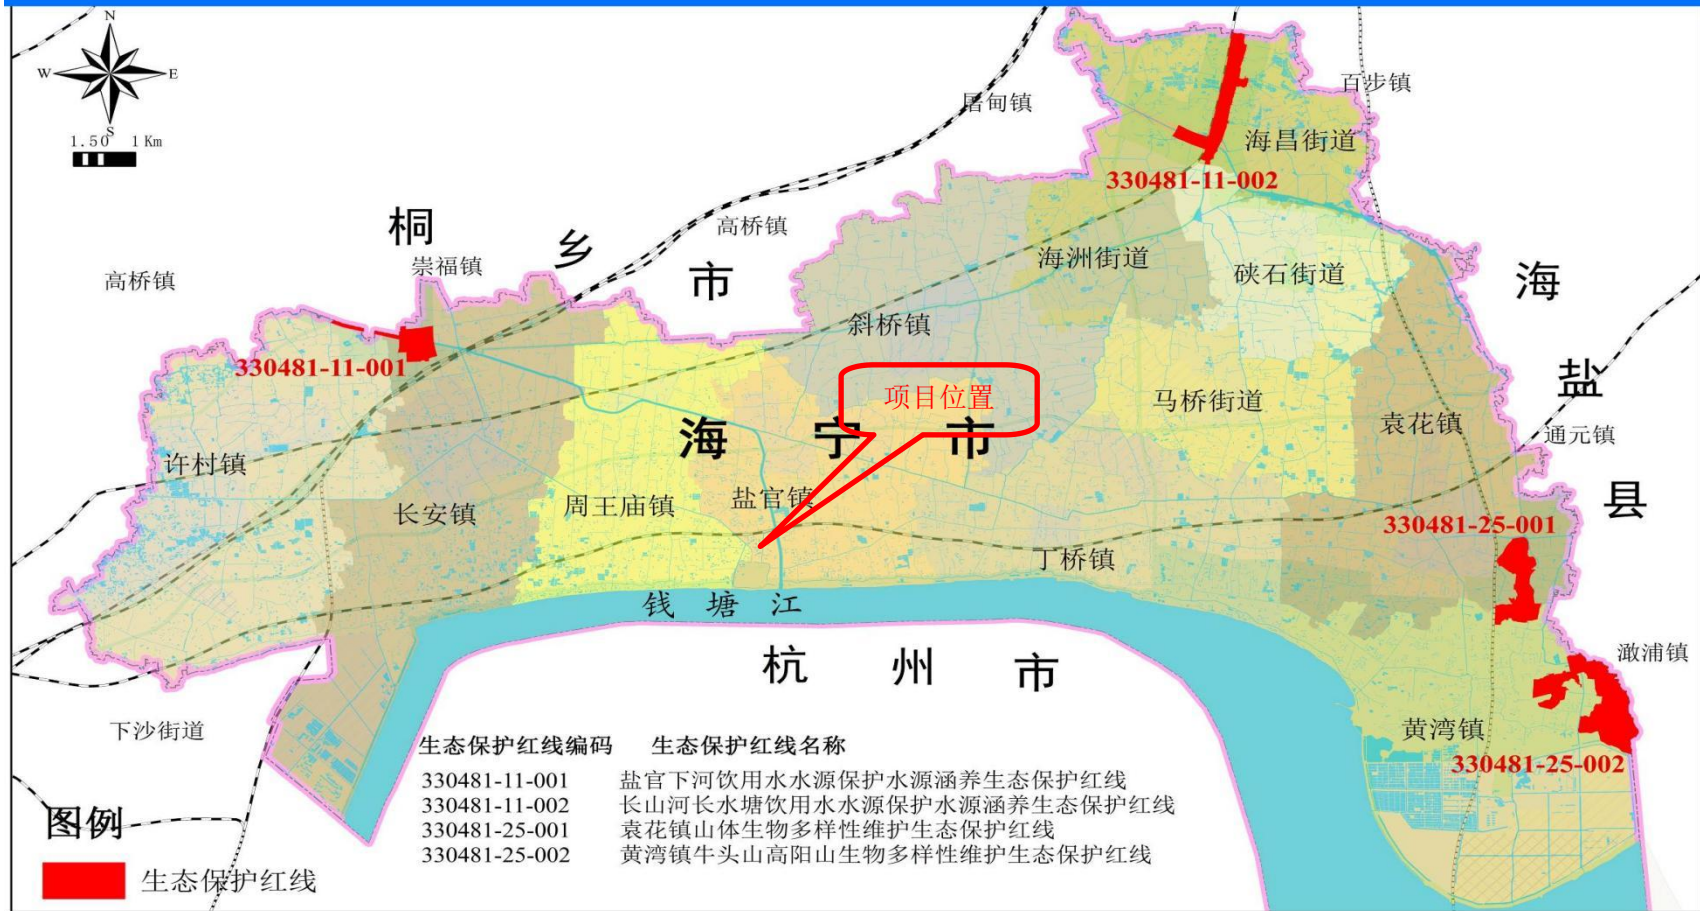 N
W
E
S
1.50 1 Km
屠甸镇
百步镇
海昌街道
330481-11-002
桐
乡
市
高桥镇
高桥镇
崇福镇
海洲街道
硖石街道
海
斜桥镇
330481-11-001
项目位置
马桥街道
盐
袁花镇
通元镇
海 宁 市
许村镇
长安镇
周王庙镇
盐官镇
县
330481-25-001
丁桥镇
钱 塘 江
杭 州 市
澉浦镇
下沙街道
黄湾镇
330481-25-002
生态保护红线编码 生态保护红线名称
330481-11-001 盐官下河饮用水水源保护水源涵养生态保护红线
330481-11-002 长山河长水塘饮用水水源保护水源涵养生态保护红线
330481-25-001 袁花镇山体生物多样性维护生态保护红线
330481-25-002 黄湾镇牛头山高阳山生物多样性维护生态保护红线
图例
生态保护红线